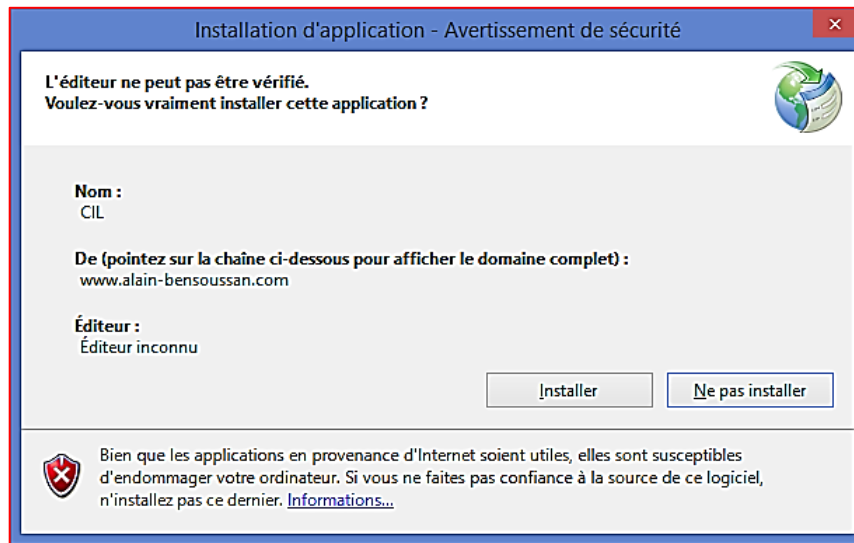 Installation d'application - Avertissement de sécurité
L'éditeur ne peut pas être vérifié.
Voulez-vous vraiment installer cette application ?
Nom :
CIL
De (pointez sur la chaîne ci-dessous pour afficher le domaine complet) :
www.alain-bensoussan.com
Éditeur :
Éditeur inconnu
Installer
Ne pas installer
Bien que les applications en provenance d'Internet soient utiles, elles sont susceptibles
d'endommager votre ordinateur. Si vous ne faites pas confiance à la source de ce logiciel,
n'installez pas ce dernier. Informations...